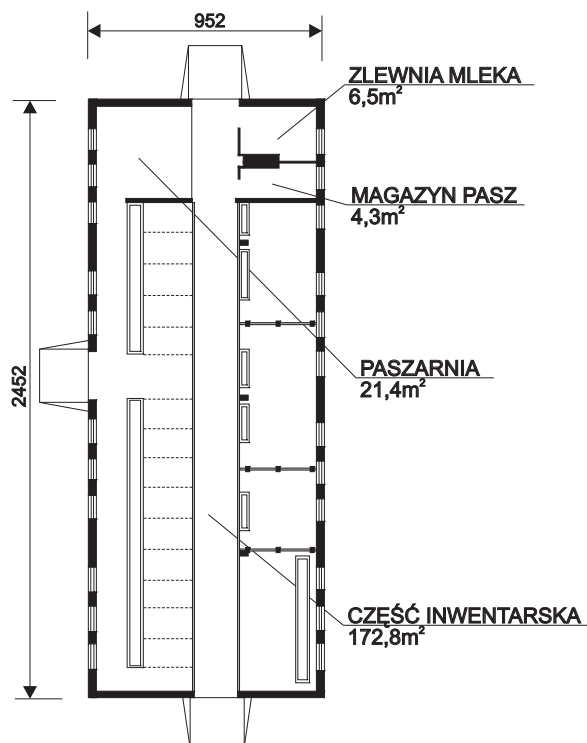 952
ZLEWNIA MLEKA
6,5m²
MAGAZYN PASZ
4,3m²
PASZARNIA
21,4m²
2452
CZĘŚĆ INWENTARSKA
172,8m²